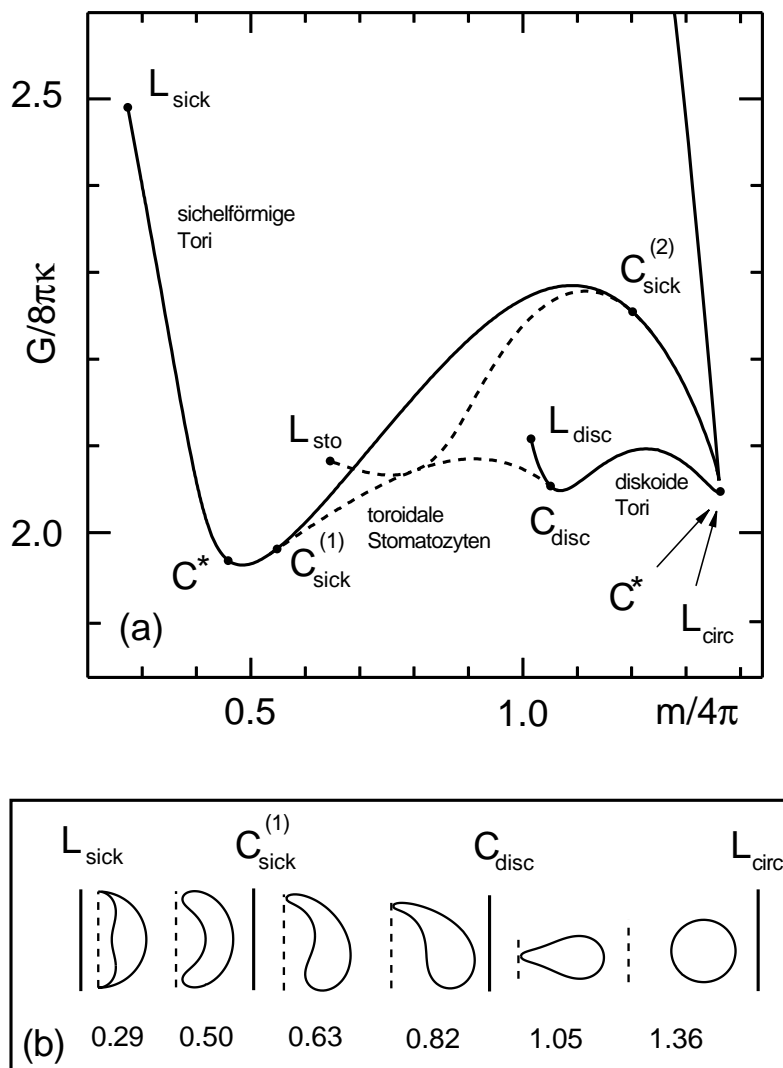 2.5
L_sick
sichelförmige
Tori
G/8πκ
C_sick^(2)
L_sto
L_disc
diskoide
Tori
toroidale
Stomatozyten
C_disc
2.0
C*
C_sick^(1)
C*
L_circ
(a)
0.5
1.0
m/4π
L_sick
C_sick^(1)
C_disc
L_circ
(b)
0.29
0.50
0.63
0.82
1.05
1.36